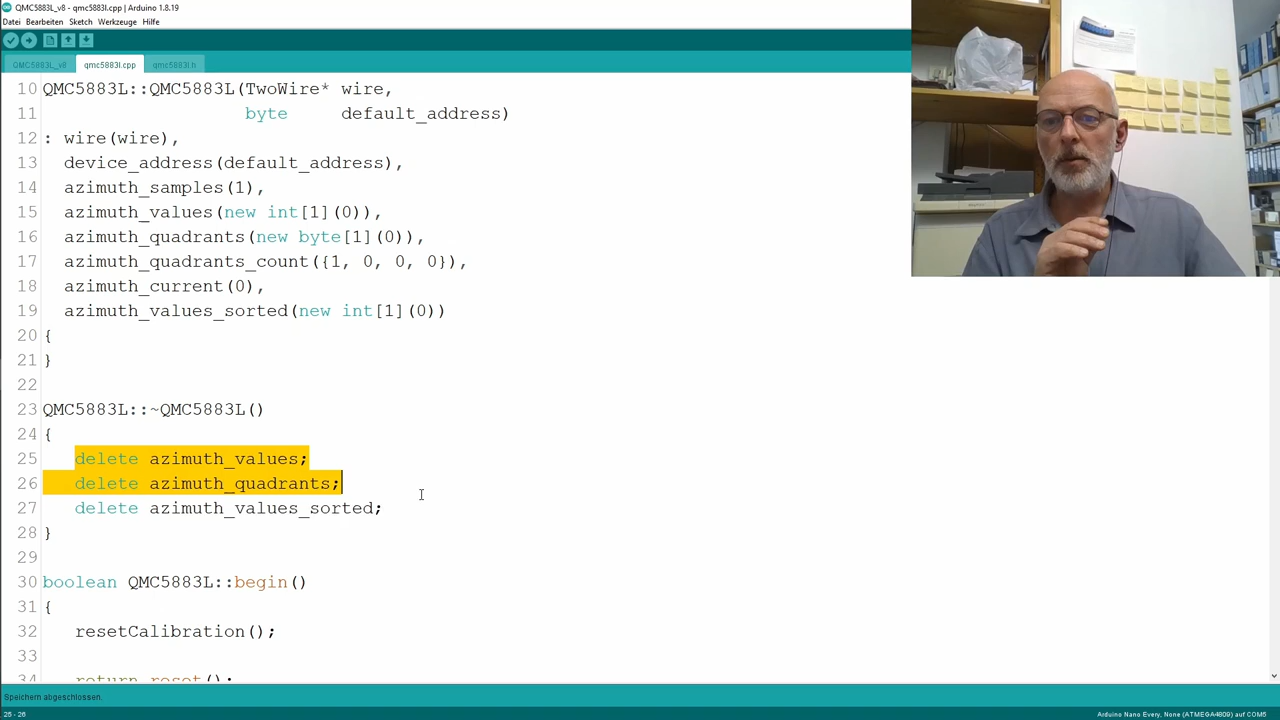 QMC5883L_v8 - qmc5883l.cpp | Arduino 1.8.19
Datei Bearbeiten Sketch Werkzeuge Hilfe
QMC5883L_v8 qmc5883l.cpp qmc5883l.h
10 QMC5883L::QMC5883L(TwoWire* wire,
11 byte default_address)
12 : wire(wire),
13 device_address(default_address),
14 azimuth_samples(1),
15 azimuth_values(new int[1](0)),
16 azimuth_quadrants(new byte[1](0)),
17 azimuth_quadrants_count({1, 0, 0, 0}),
18 azimuth_current(0),
19 azimuth_values_sorted(new int[1](0))
20 {
21 }
22
23 QMC5883L::~QMC5883L()
24 {
25 delete azimuth_values;
26 delete azimuth_quadrants;
27 delete azimuth_values_sorted;
28 }
29
30 boolean QMC5883L::begin()
31 {
32 resetCalibration();
33
34 return reset();
Speichern abgeschlossen.
25 - 26 Arduino Nano Every, None (ATMEGA4809) auf COM5